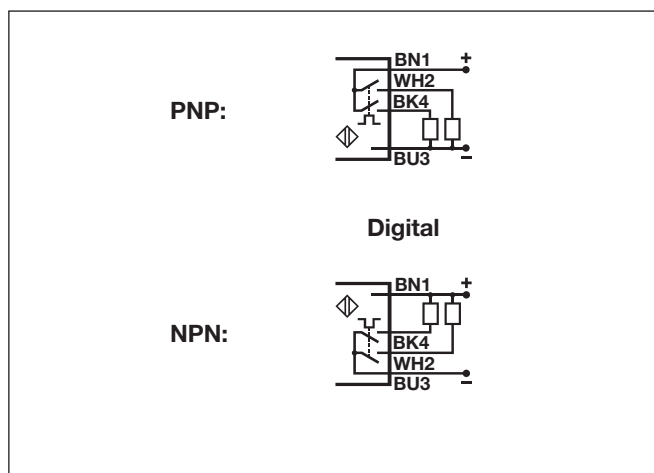 BN1 +
WH2
PNP: BK4
BU3 –
Digital
BN1 +
NPN: BK4
WH2
BU3 –